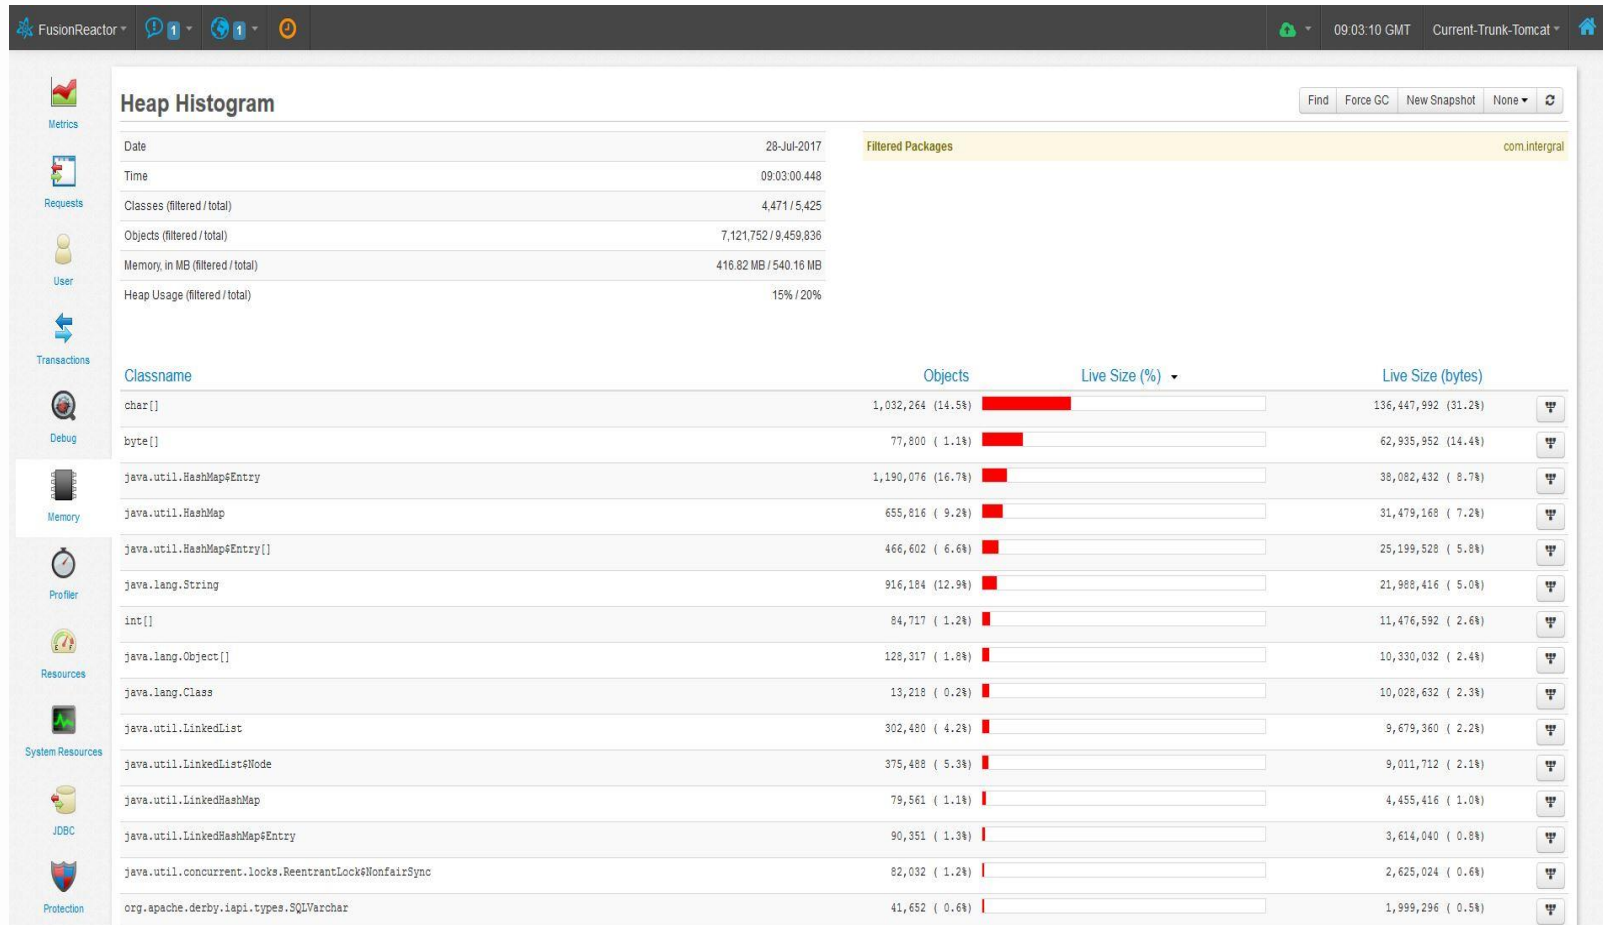 FusionReactor 1 1 09:03:10 GMT Current-Trunk-Tomcat
Metrics
Requests
User
Transactions
Debug
Memory
Profiler
Resources
System Resources
JDBC
Protection
Heap Histogram
Find Force GC New Snapshot None
Date 28-Jul-2017
Time 09:03:00.448
Classes (filtered / total) 4,471 / 5,425
Objects (filtered / total) 7,121,752 / 9,459,836
Memory, in MB (filtered / total) 416.82 MB / 540.16 MB
Heap Usage (filtered / total) 15% / 20%
Filtered Packages com.intergral
Classname Objects Live Size (%) Live Size (bytes)
char[] 1,032,264 (14.5%) 136,447,992 (31.2%)
byte[] 77,800 ( 1.1%) 62,935,952 (14.4%)
java.util.HashMap$Entry 1,190,076 (16.7%) 38,082,432 ( 8.7%)
java.util.HashMap 655,816 ( 9.2%) 31,479,168 ( 7.2%)
java.util.HashMap$Entry[] 466,602 ( 6.6%) 25,199,528 ( 5.8%)
java.lang.String 916,184 (12.9%) 21,988,416 ( 5.0%)
int[] 84,717 ( 1.2%) 11,476,592 ( 2.6%)
java.lang.Object[] 128,317 ( 1.8%) 10,330,032 ( 2.4%)
java.lang.Class 13,218 ( 0.2%) 10,028,632 ( 2.3%)
java.util.LinkedList 302,480 ( 4.2%) 9,679,360 ( 2.2%)
java.util.LinkedList$Node 375,488 ( 5.3%) 9,011,712 ( 2.1%)
java.util.LinkedHashMap 79,561 ( 1.1%) 4,455,416 ( 1.0%)
java.util.LinkedHashMap$Entry 90,351 ( 1.3%) 3,614,040 ( 0.8%)
java.util.concurrent.locks.ReentrantLock$NonfairSync 82,032 ( 1.2%) 2,625,024 ( 0.6%)
org.apache.derby.iapi.types.SQLVarchar 41,652 ( 0.6%) 1,999,296 ( 0.5%)